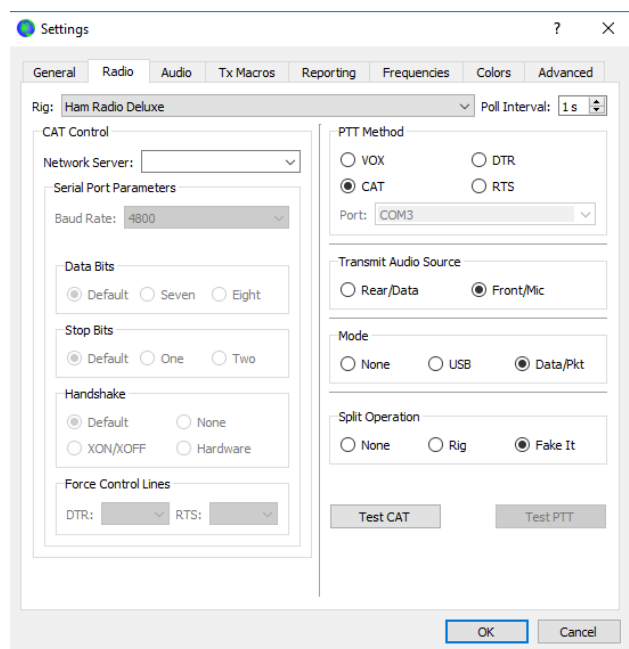 Settings ? ×
General Radio Audio Tx Macros Reporting Frequencies Colors Advanced
Rig: Ham Radio Deluxe Poll Interval: 1 s
CAT Control
Network Server:
Serial Port Parameters
Baud Rate: 4800
Data Bits
Default Seven Eight
Stop Bits
Default One Two
Handshake
Default None
XON/XOFF Hardware
Force Control Lines
DTR: RTS:
PTT Method
VOX DTR
CAT RTS
Port: COM3
Transmit Audio Source
Rear/Data Front/Mic
Mode
None USB Data/Pkt
Split Operation
None Rig Fake It
Test CAT Test PTT
OK Cancel